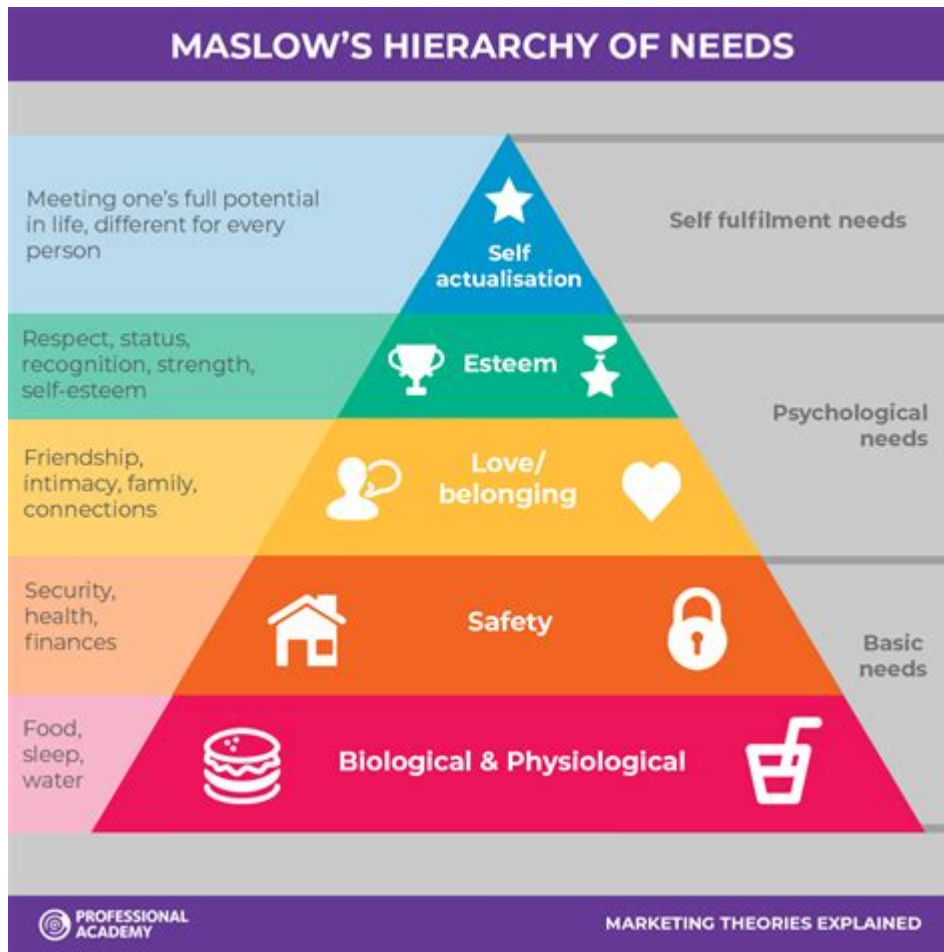 MASLOW'S HIERARCHY OF NEEDS
Meeting one's full potential
in life, different for every
person
Self
actualisation
Self fulfilment needs
Respect, status,
recognition, strength,
self-esteem
Esteem
Psychological
needs
Friendship,
intimacy, family,
connections
Love/
belonging
Security,
health,
finances
Safety
Basic
needs
Food,
sleep,
water
Biological & Physiological
PROFESSIONAL
ACADEMY
MARKETING THEORIES EXPLAINED